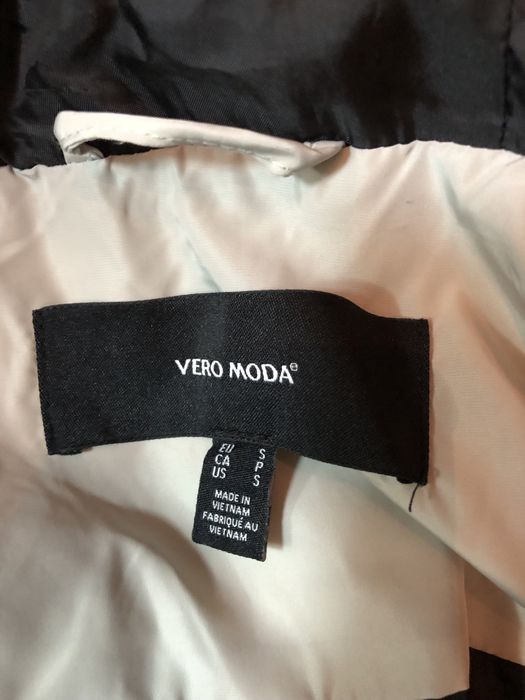 VERO MODA®
EU S
CA P
US S
MADE IN
VIETNAM
FABRIQUÉ AU
VIETNAM